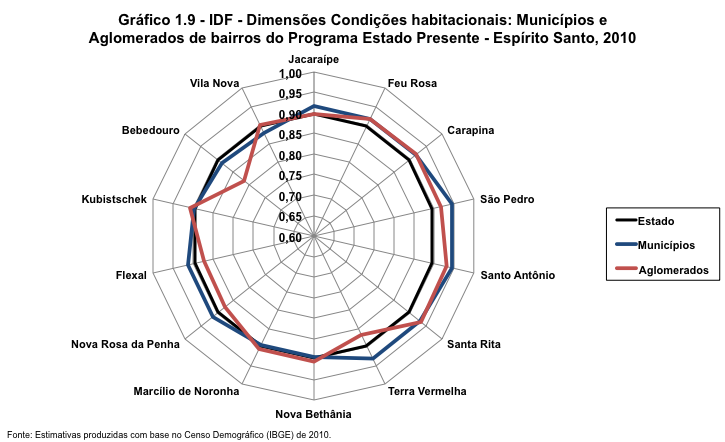 Gráfico 1.9 - IDF - Dimensões Condições habitacionais: Municípios e
Aglomerados de bairros do Programa Estado Presente - Espírito Santo, 2010
Jacaraípe
Feu Rosa
Carapina
São Pedro
Santo Antônio
Santa Rita
Terra Vermelha
Nova Bethânia
Marcílio de Noronha
Nova Rosa da Penha
Flexal
Kubistschek
Bebedouro
Vila Nova
1,00
0,95
0,90
0,85
0,80
0,75
0,70
0,65
0,60
Estado
Municípios
Aglomerados
Fonte: Estimativas produzidas com base no Censo Demográfico (IBGE) de 2010.